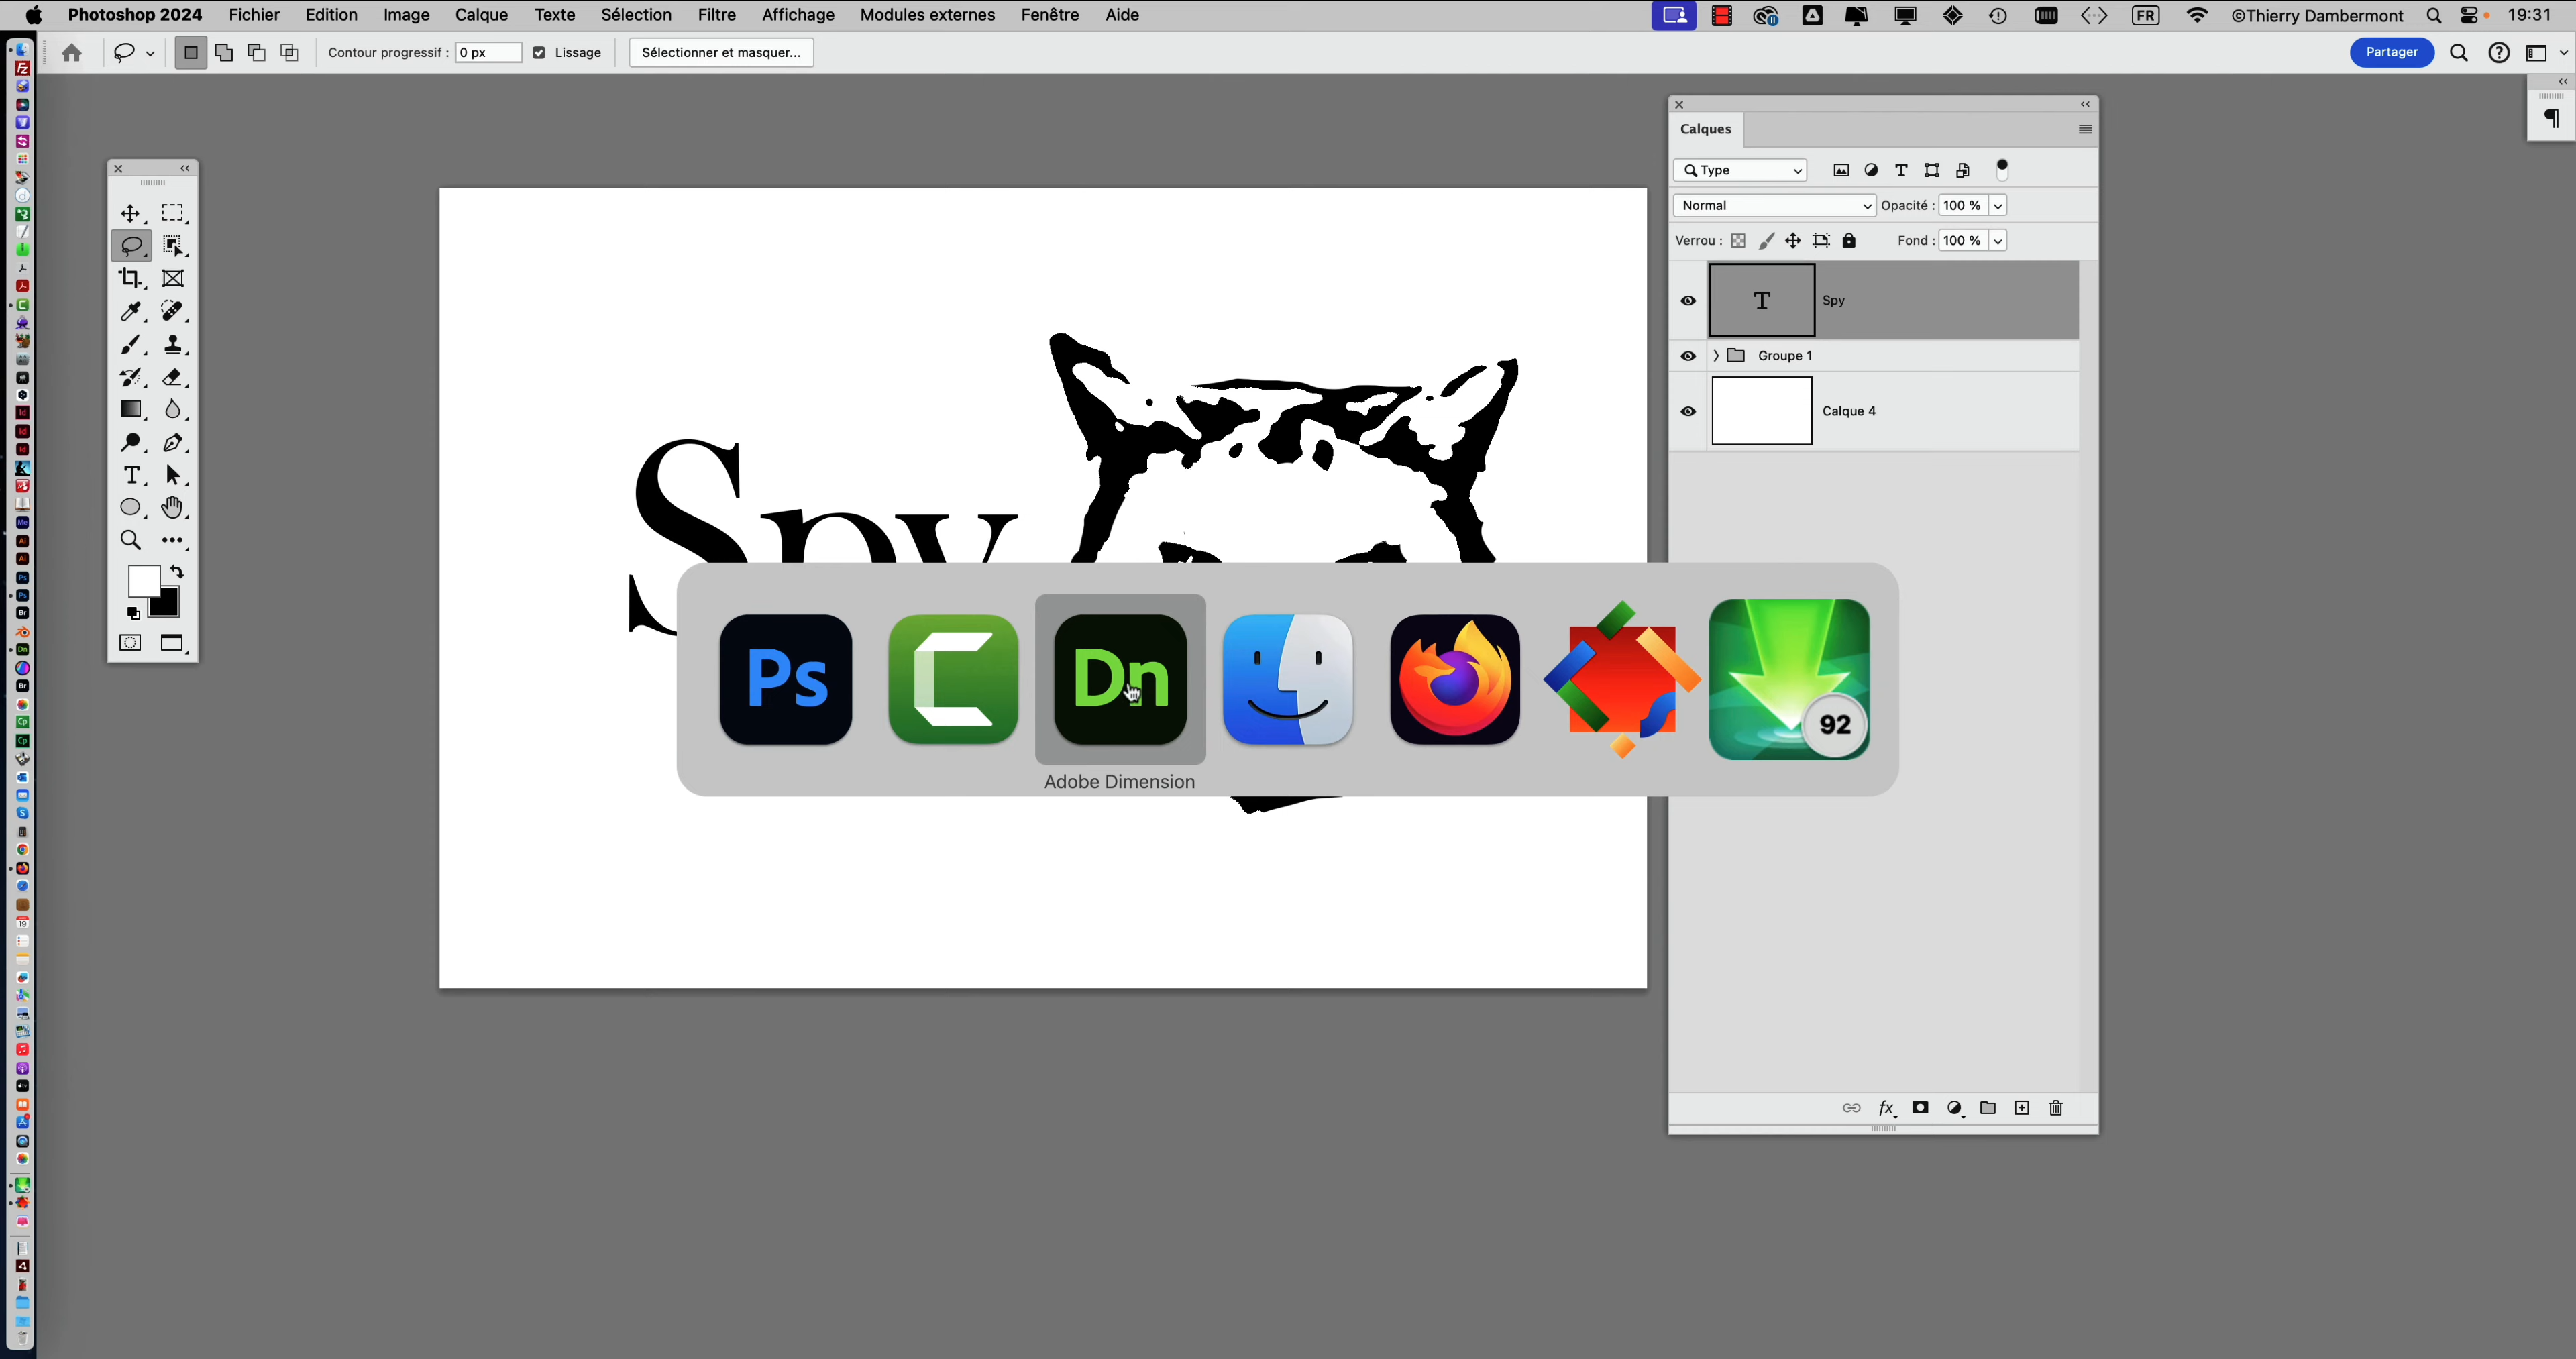 Photoshop 2024 Fichier Edition Image Calque Texte Sélection Filtre Affichage Modules externes Fenêtre Aide FR ©Thierry Dambermont 19:31
Contour progressif : 0 px Lissage Sélectionner et masquer... Partager
Calques
Type
Normal Opacité : 100 %
Verrou : Fond : 100 %
T Spy
Groupe 1
Calque 4
Spy
Ps Dn 92
Adobe Dimension
fx